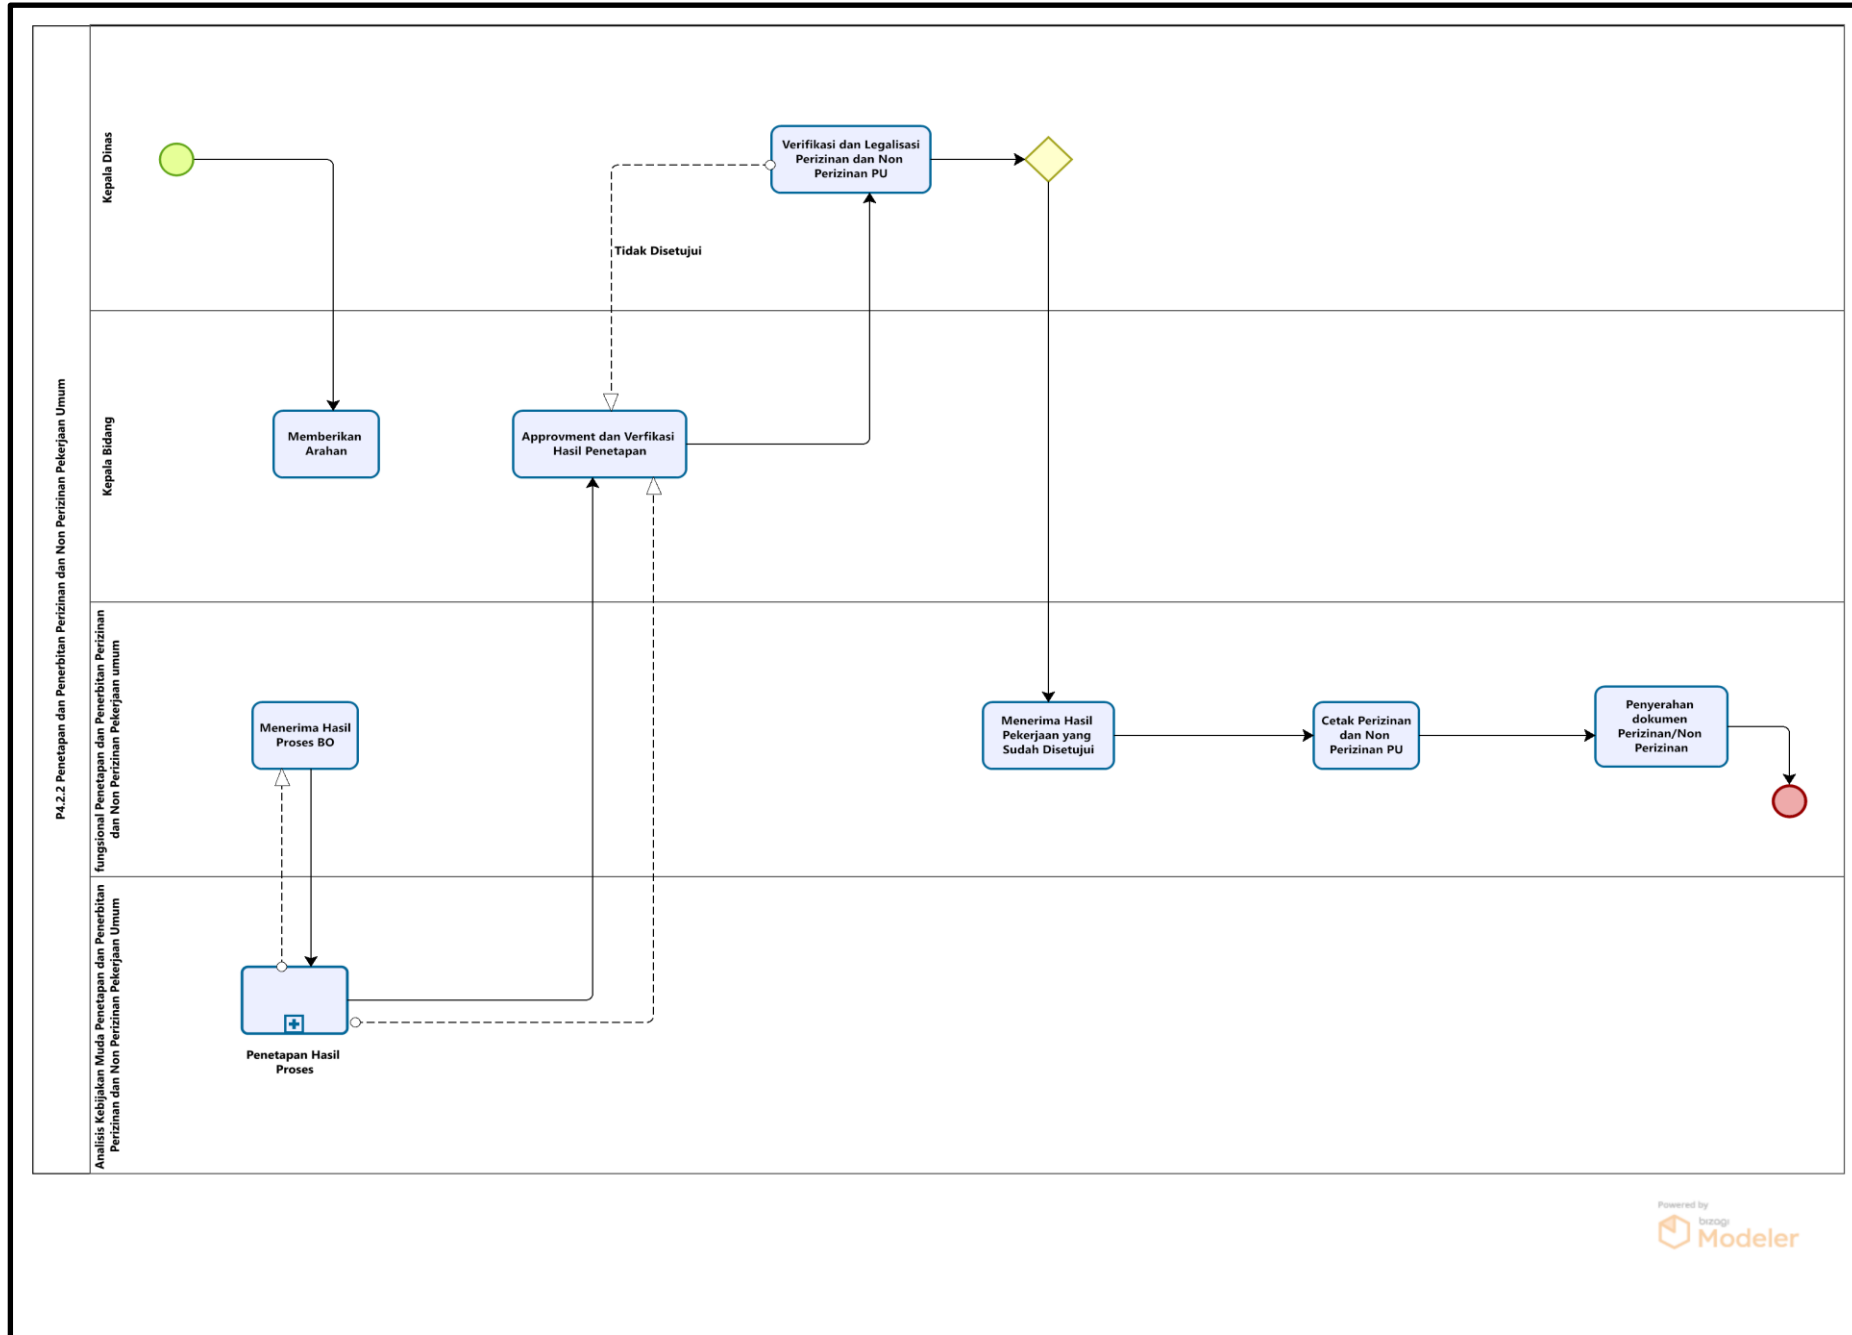 P4.2.2 Penetapan dan Penerbitan Perizinan dan Non Perizinan Pekerjaan Umum
Kepala Dinas
Verifikasi dan Legalisasi
Perizinan dan Non
Perizinan PU
Tidak Disetujui
Kepala Bidang
Memberikan
Arahan
Approvment dan Verfikasi
Hasil Penetapan
fungsional Penetapan dan Penerbitan Perizinan
dan Non Perizinan Pekerjaan umum
Menerima Hasil
Proses BO
Menerima Hasil
Pekerjaan yang
Sudah Disetujui
Cetak Perizinan
dan Non
Perizinan PU
Penyerahan
dokumen
Perizinan/Non
Perizinan
Analisis Kebijakan Muda Penetapan dan Penerbitan
Perizinan dan Non Perizinan Pekerjaan Umum
Penetapan Hasil
Proses
Powered by
bizagi
Modeler